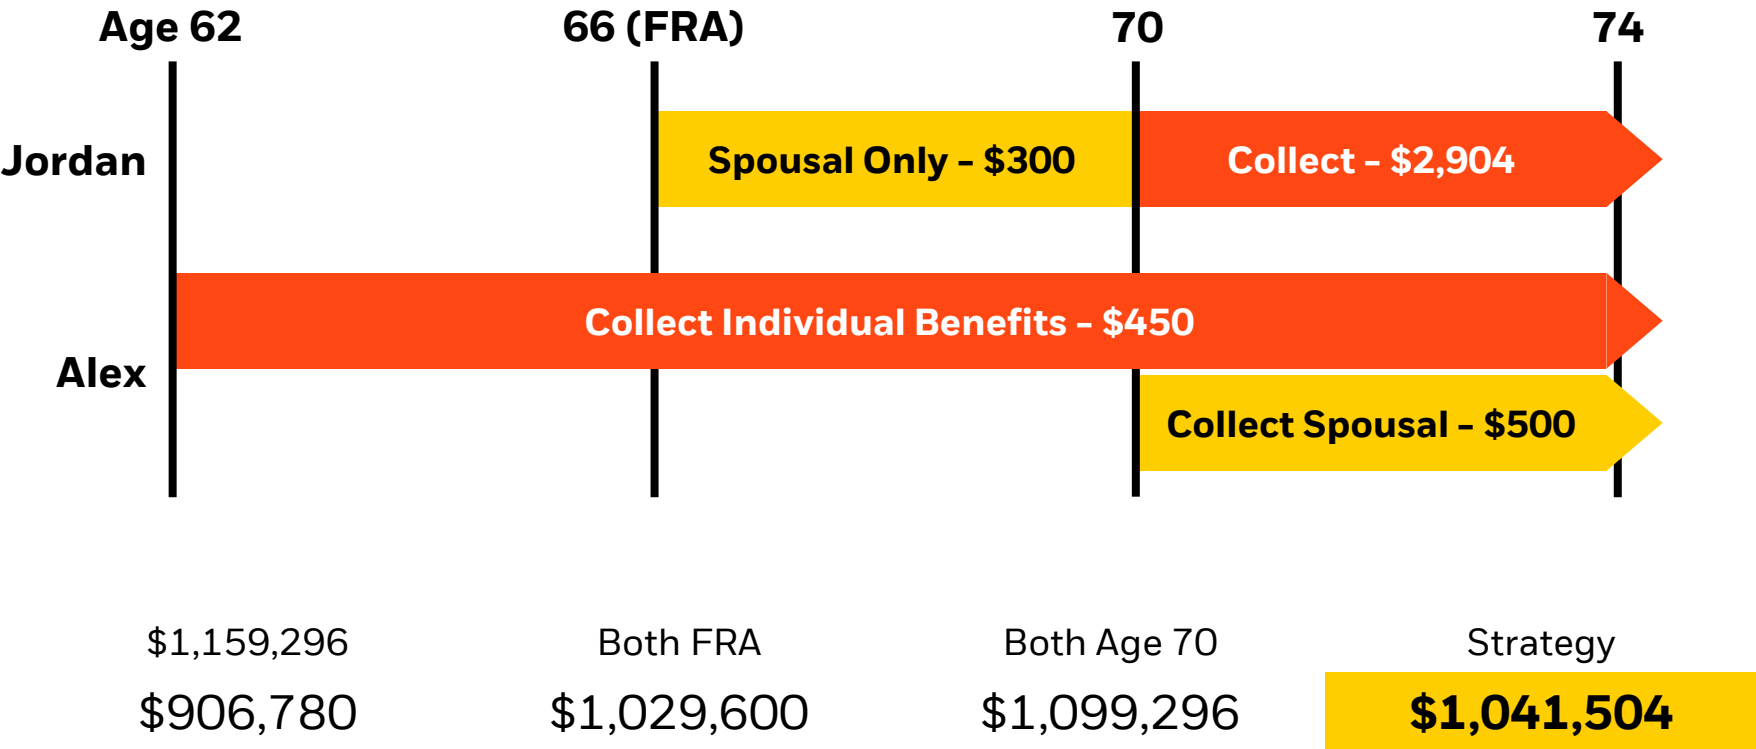 Age 62
66 (FRA)
70
74
Jordan
Spousal Only – $300
Collect – $2,904
Alex
Collect Individual Benefits – $450
Collect Spousal – $500
$1,159,296
Both FRA
Both Age 70
Strategy
$906,780
$1,029,600
$1,099,296
$1,041,504